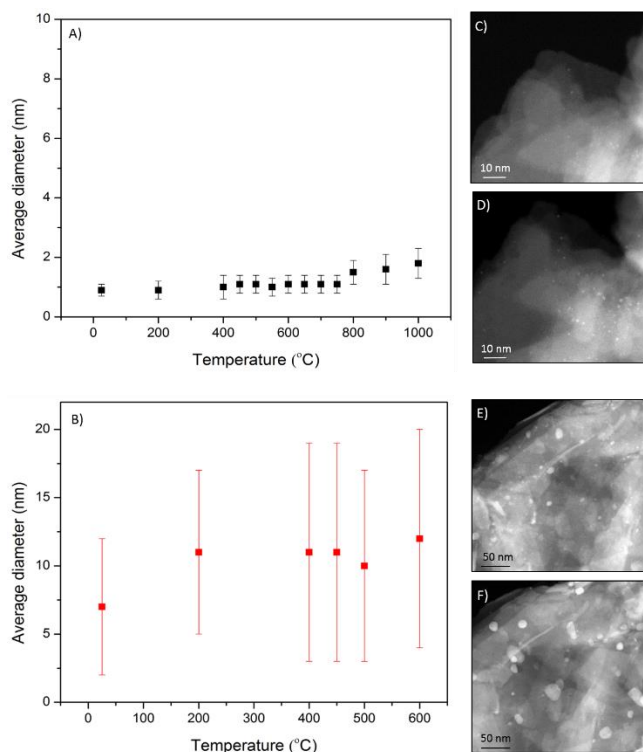 A)
Average diameter (nm)
10
8
6
4
2
0
0 200 400 600 800 1000
Temperature (°C)
C)
10 nm
D)
10 nm
B)
Average diameter (nm)
20
15
10
5
0
0 100 200 300 400 500 600
Temperature (°C)
E)
50 nm
F)
50 nm